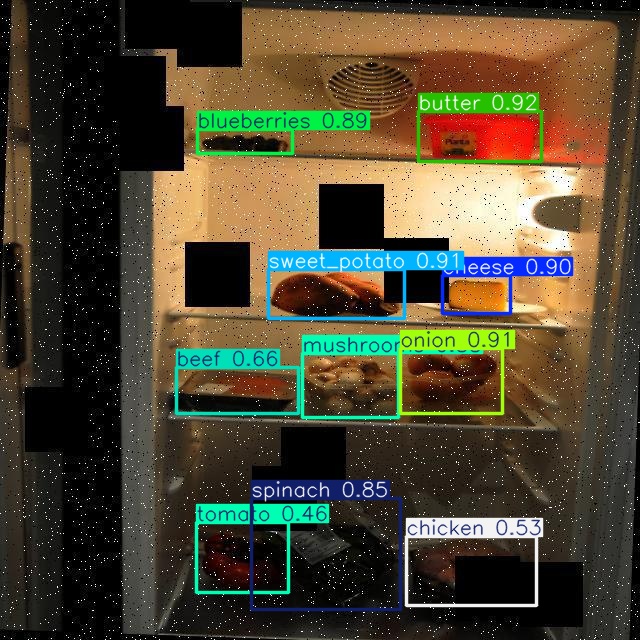 butter 0.92
blueberries 0.89
Planta
sweet_potato 0.91
cheese 0.90
onion 0.91
beef 0.66
spinach 0.85
tomato 0.46
chicken 0.53